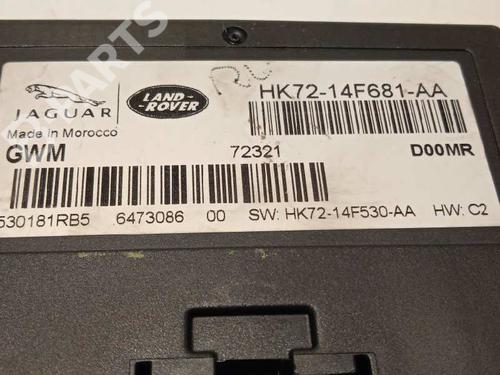 JAGUAR
LAND-
ROVER
HK72-14F681-AA
Made in Morocco
GWM 72321 D00MR
530181RB5 6473086 00 SW: HK72-14F530-AA HW: C2